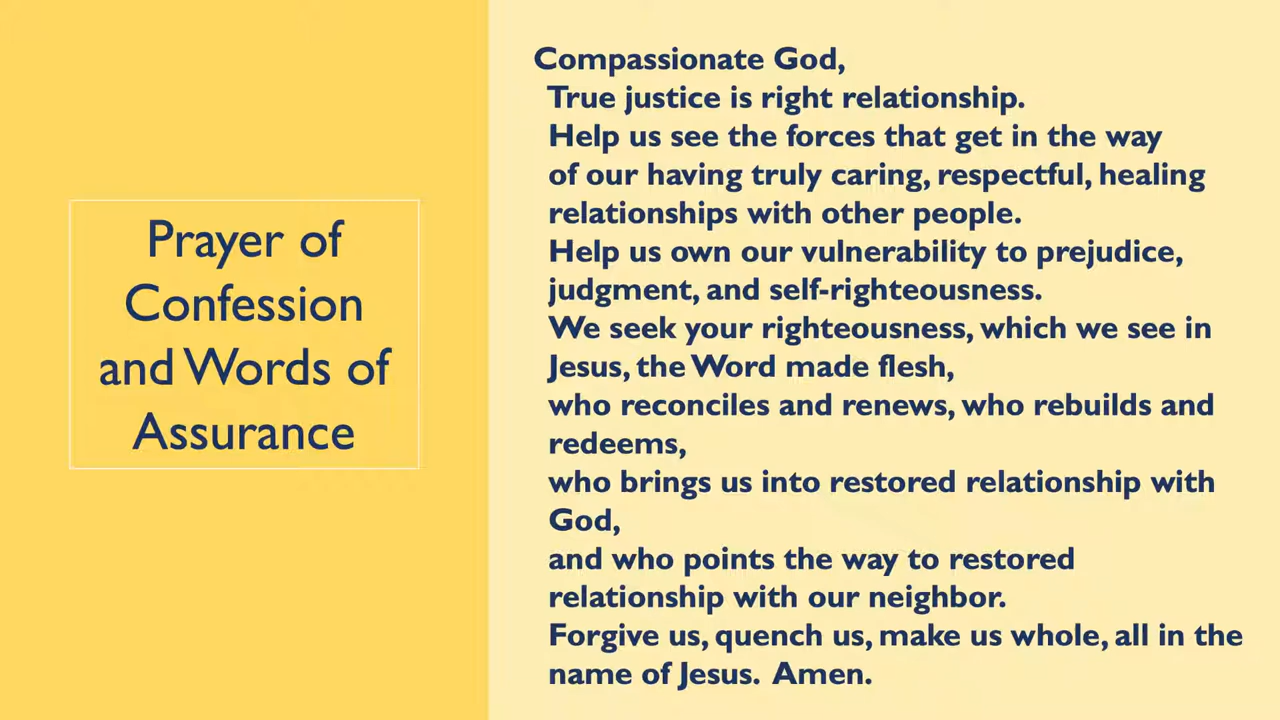 Prayer of
Confession
and Words of
Assurance
Compassionate God,
True justice is right relationship.
Help us see the forces that get in the way
of our having truly caring, respectful, healing
relationships with other people.
Help us own our vulnerability to prejudice,
judgment, and self-righteousness.
We seek your righteousness, which we see in
Jesus, the Word made flesh,
who reconciles and renews, who rebuilds and
redeems,
who brings us into restored relationship with
God,
and who points the way to restored
relationship with our neighbor.
Forgive us, quench us, make us whole, all in the
name of Jesus.  Amen.